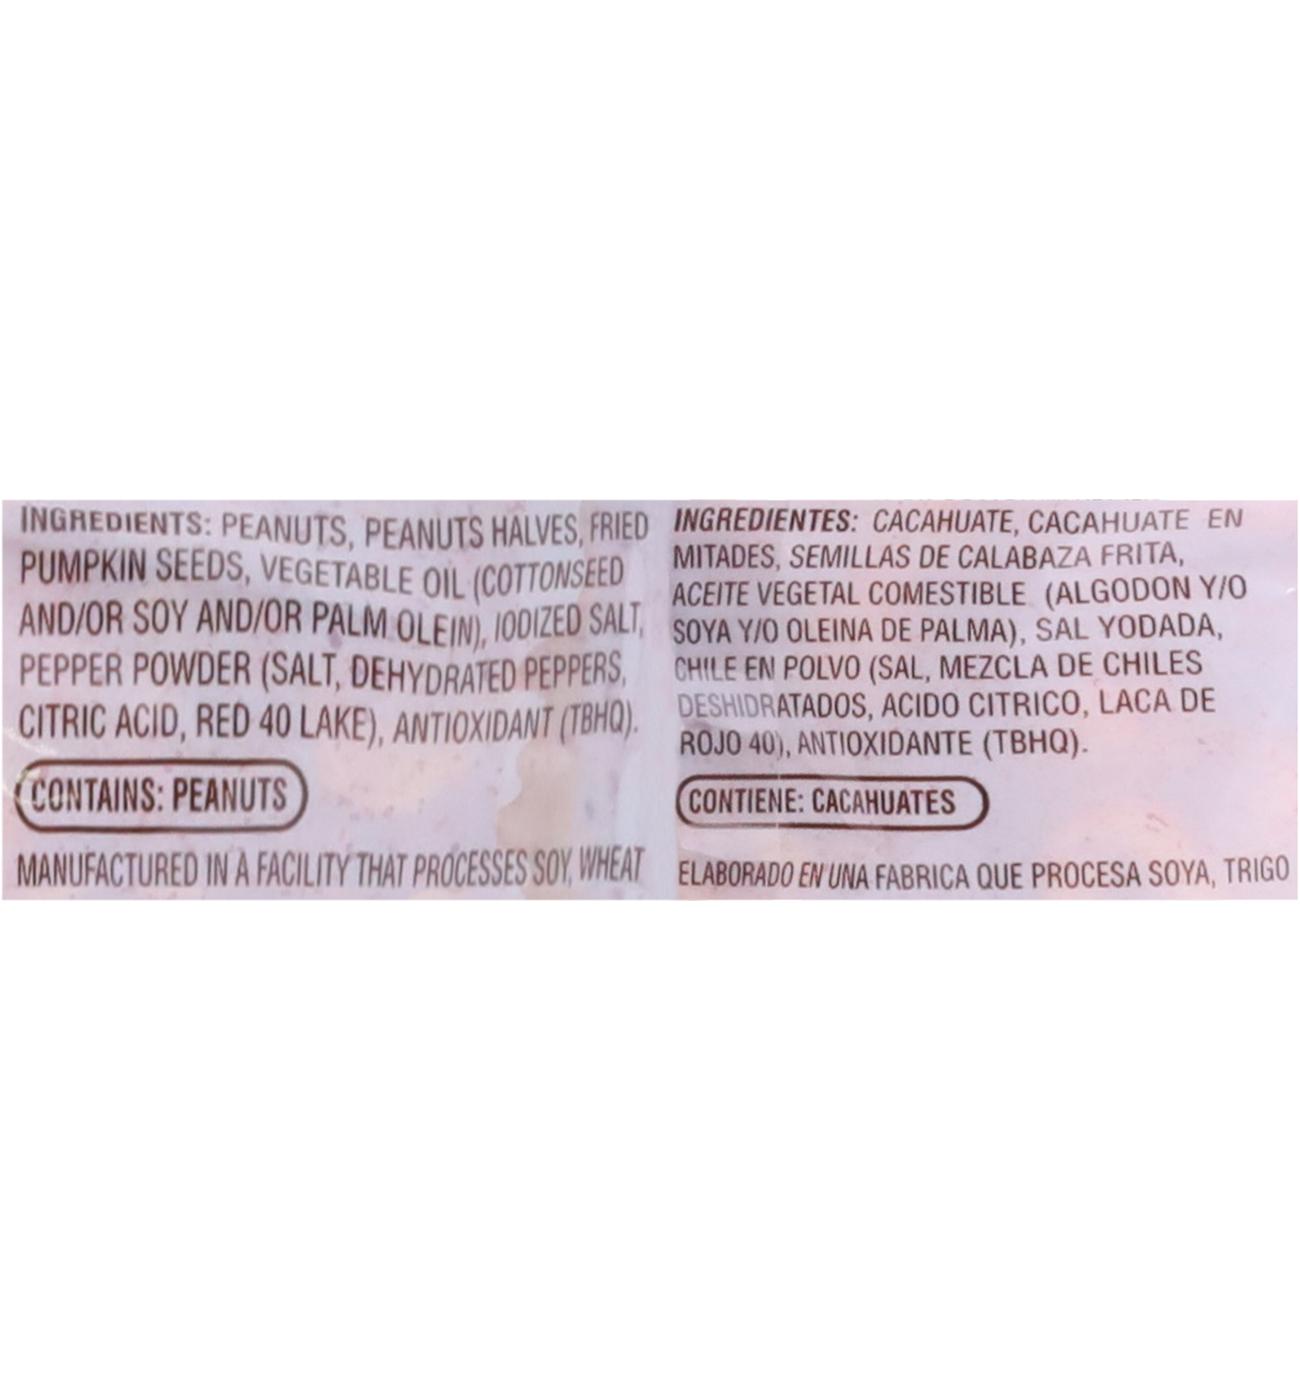 INGREDIENTS: PEANUTS, PEANUTS HALVES, FRIED
PUMPKIN SEEDS, VEGETABLE OIL (COTTONSEED
AND/OR SOY AND/OR PALM OLEIN), IODIZED SALT,
PEPPER POWDER (SALT, DEHYDRATED PEPPERS,
CITRIC ACID, RED 40 LAKE), ANTIOXIDANT (TBHQ).
CONTAINS: PEANUTS
MANUFACTURED IN A FACILITY THAT PROCESSES SOY, WHEAT
INGREDIENTES: CACAHUATE, CACAHUATE EN
MITADES, SEMILLAS DE CALABAZA FRITA,
ACEITE VEGETAL COMESTIBLE (ALGODON Y/O
SOYA Y/O OLEINA DE PALMA), SAL YODADA,
CHILE EN POLVO (SAL, MEZCLA DE CHILES
DESHIDRATADOS, ACIDO CITRICO, LACA DE
ROJO 40), ANTIOXIDANTE (TBHQ).
CONTIENE: CACAHUATES
ELABORADO EN UNA FABRICA QUE PROCESA SOYA, TRIGO